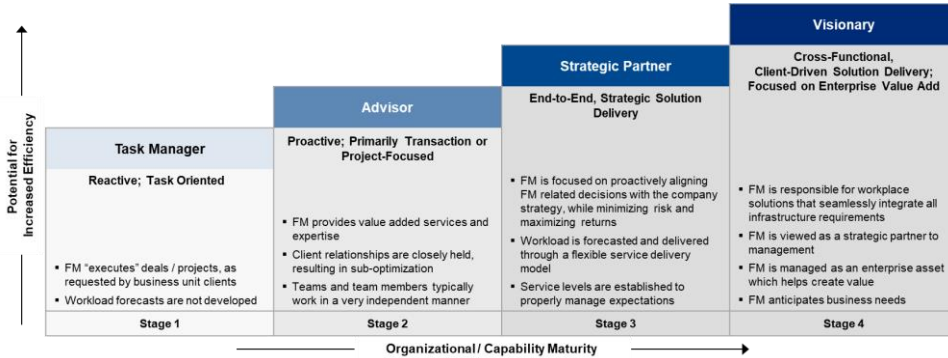 Potential for
Increased Efficiency
Task Manager
Reactive; Task Oriented
▪ FM “executes” deals / projects, as
requested by business unit clients
▪ Workload forecasts are not developed
Stage 1
Advisor
Proactive; Primarily Transaction or
Project-Focused
▪ FM provides value added services and
expertise
▪ Client relationships are closely held,
resulting in sub-optimization
▪ Teams and team members typically
work in a very independent manner
Stage 2
Strategic Partner
End-to-End, Strategic Solution
Delivery
▪ FM is focused on proactively aligning
FM related decisions with the company
strategy, while minimizing risk and
maximizing returns
▪ Workload is forecasted and delivered
through a flexible service delivery
model
▪ Service levels are established to
properly manage expectations
Stage 3
Visionary
Cross-Functional,
Client-Driven Solution Delivery;
Focused on Enterprise Value Add
▪ FM is responsible for workplace
solutions that seamlessly integrate all
infrastructure requirements
▪ FM is viewed as a strategic partner to
management
▪ FM is managed as an enterprise asset
which helps create value
▪ FM anticipates business needs
Stage 4
Organizational / Capability Maturity